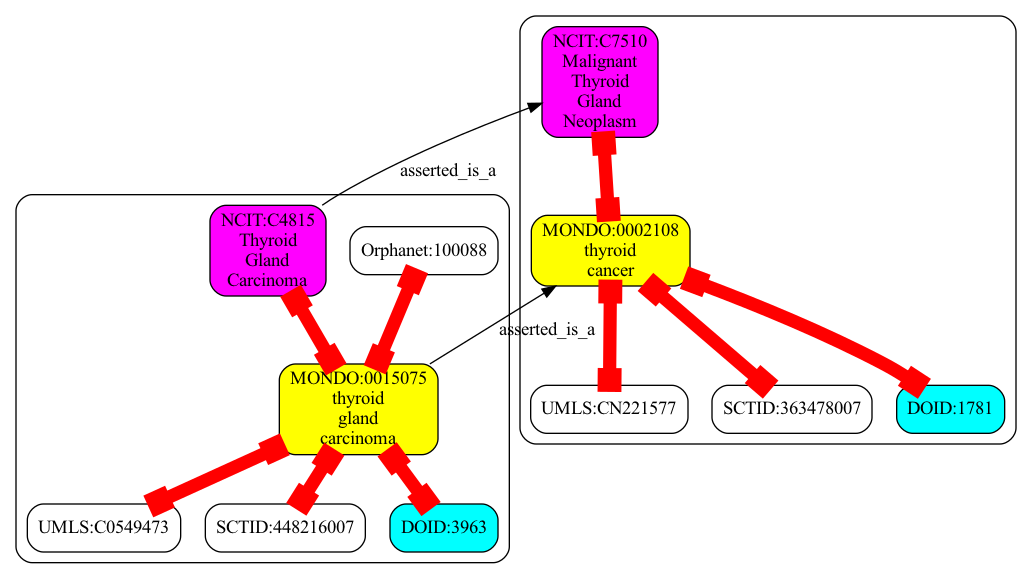 NCIT:C7510
Malignant
Thyroid
Gland
Neoplasm
asserted_is_a
NCIT:C4815
Thyroid
Gland
Carcinoma
Orphanet:100088
MONDO:0002108
thyroid
cancer
asserted_is_a
MONDO:0015075
thyroid
gland
carcinoma
UMLS:CN221577
SCTID:363478007
DOID:1781
UMLS:C0549473
SCTID:448216007
DOID:3963